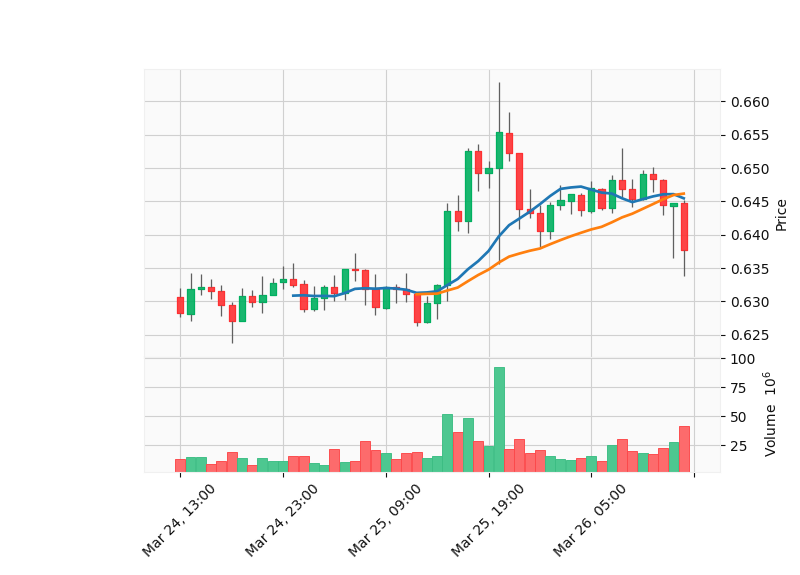 0.660
0.655
0.650
0.645
0.640
0.635
0.630
0.625
Price
100
75
50
25
Volume 10^6
Mar 24, 13:00
Mar 24, 23:00
Mar 25, 09:00
Mar 25, 19:00
Mar 26, 05:00